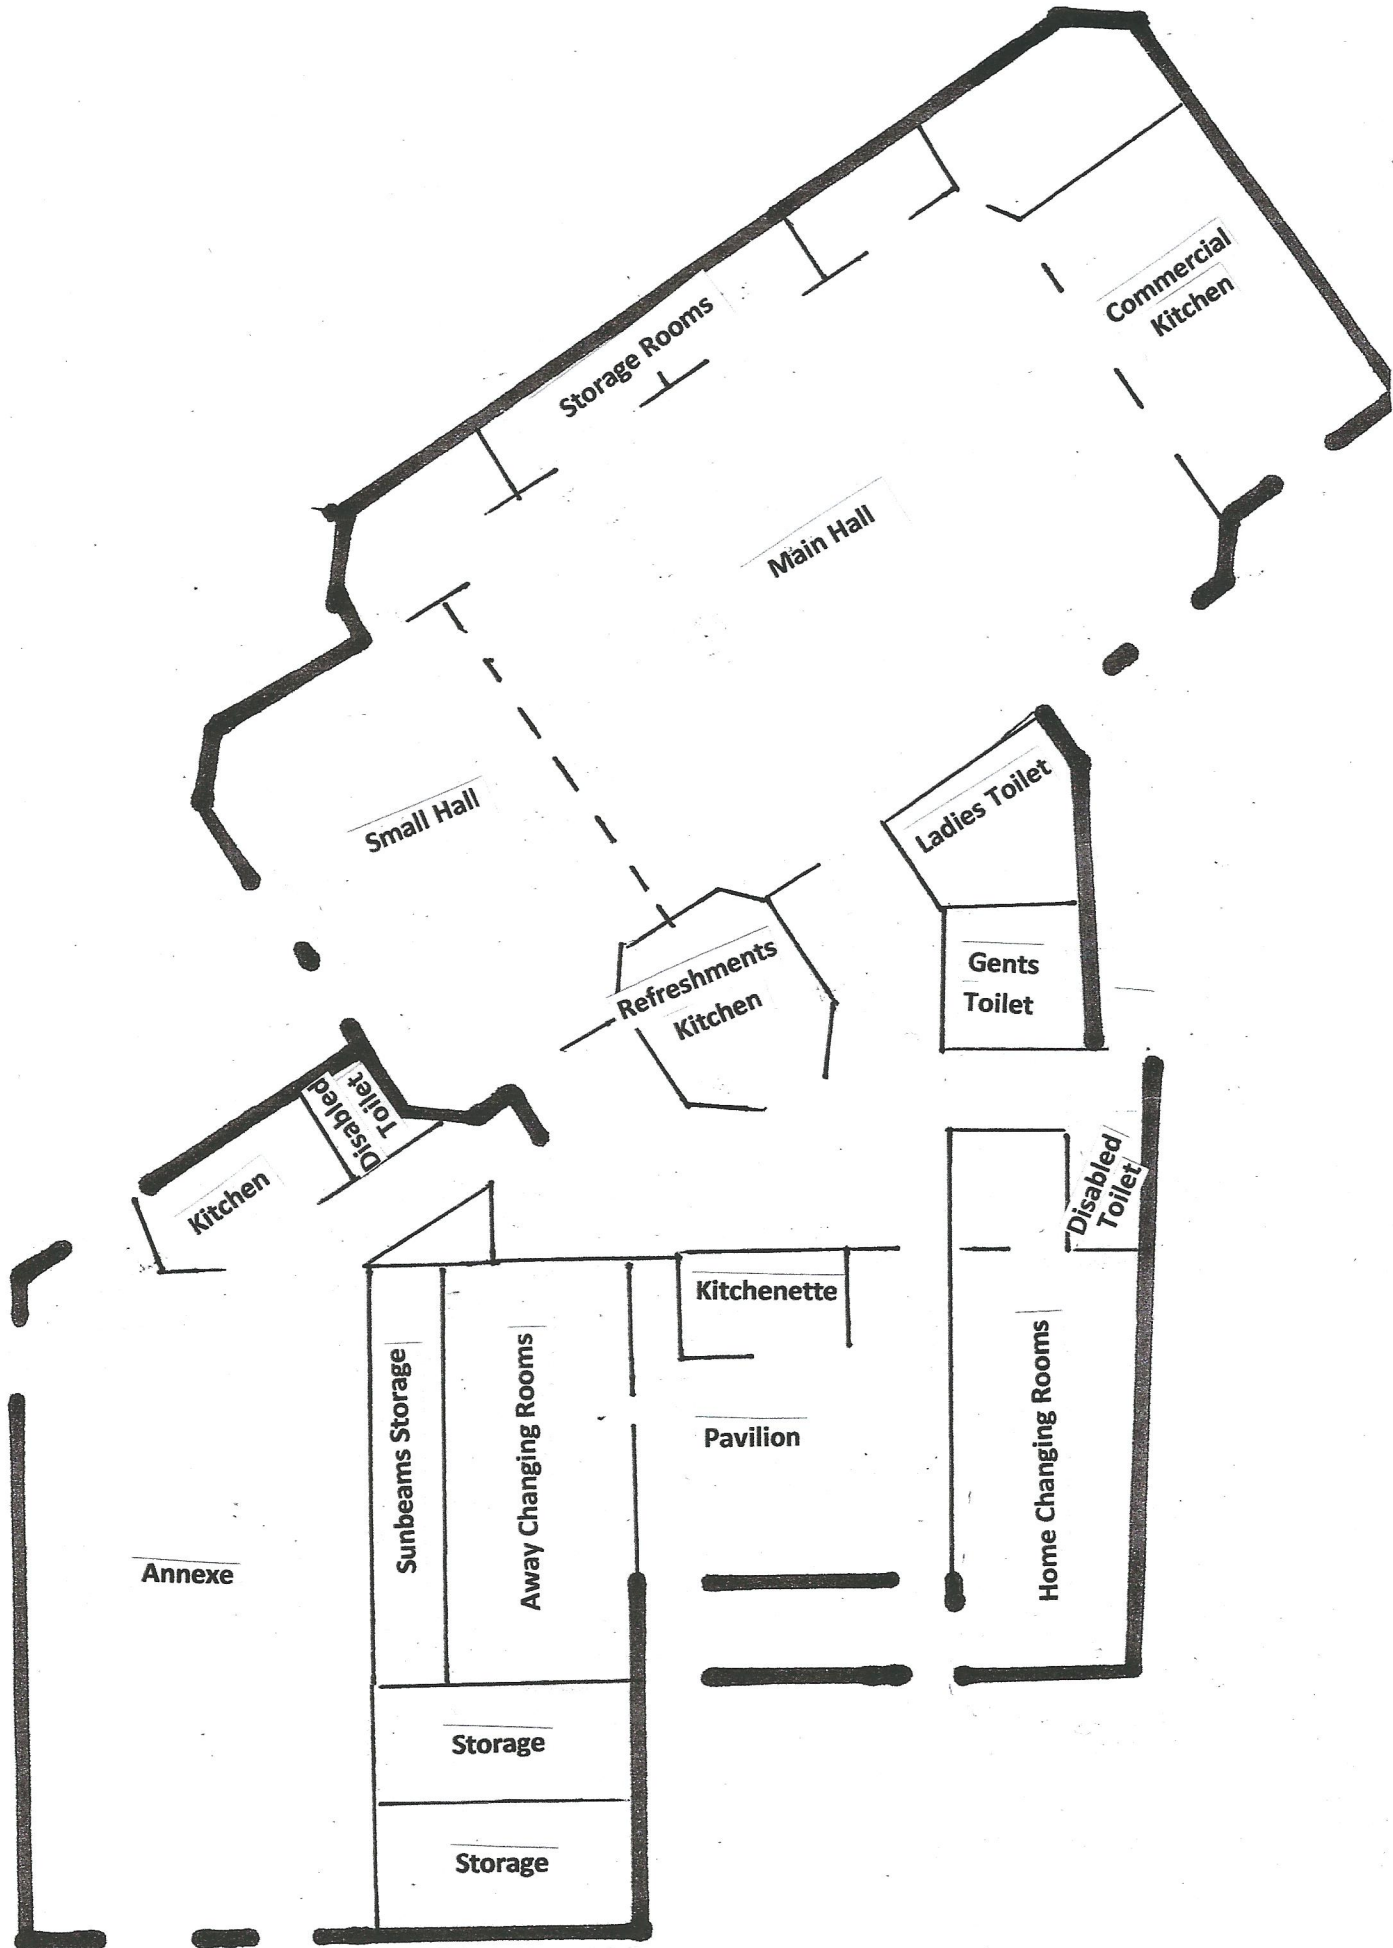 Commercial
Kitchen
Storage Rooms
Main Hall
Small Hall
Ladies Toilet
Gents
Toilet
Refreshments
Kitchen
Disabled
Toilet
Kitchen
Disabled
Toilet
Kitchenette
Sunbeams Storage
Away Changing Rooms
Pavilion
Home Changing Rooms
Annexe
Storage
Storage